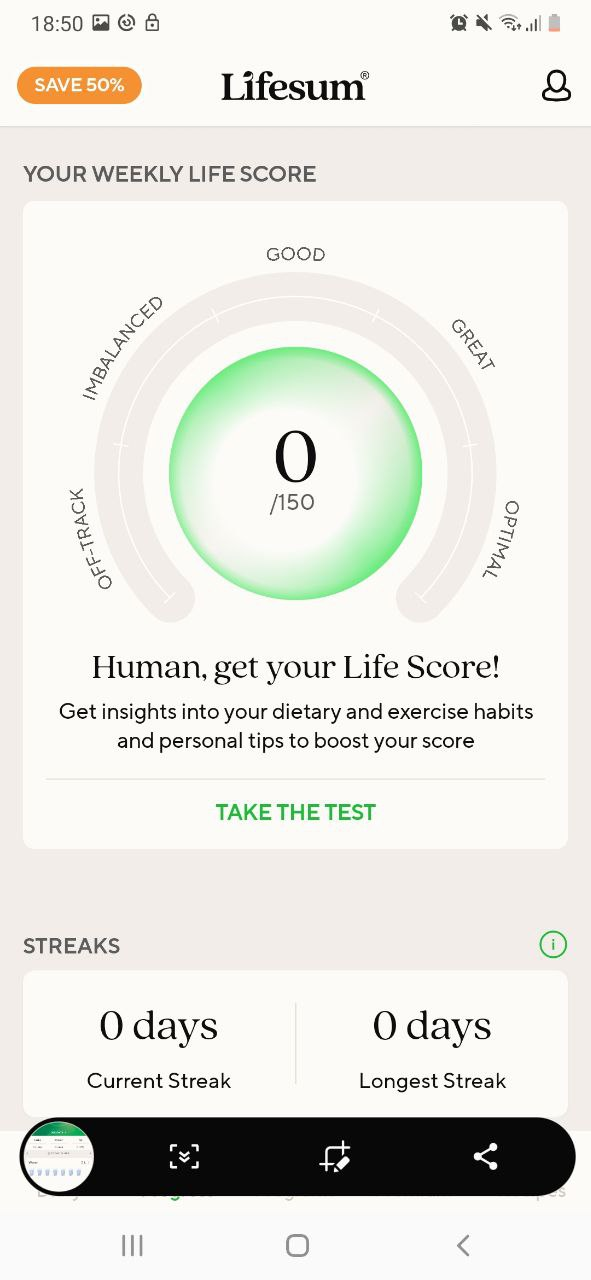 18:50
SAVE 50%
Lifesum®
YOUR WEEKLY LIFE SCORE
GOOD
IMBALANCED
GREAT
OFF-TRACK
OPTIMAL
0
/150
Human, get your Life Score!
Get insights into your dietary and exercise habits
and personal tips to boost your score
TAKE THE TEST
STREAKS
i
0 days
Current Streak
0 days
Longest Streak